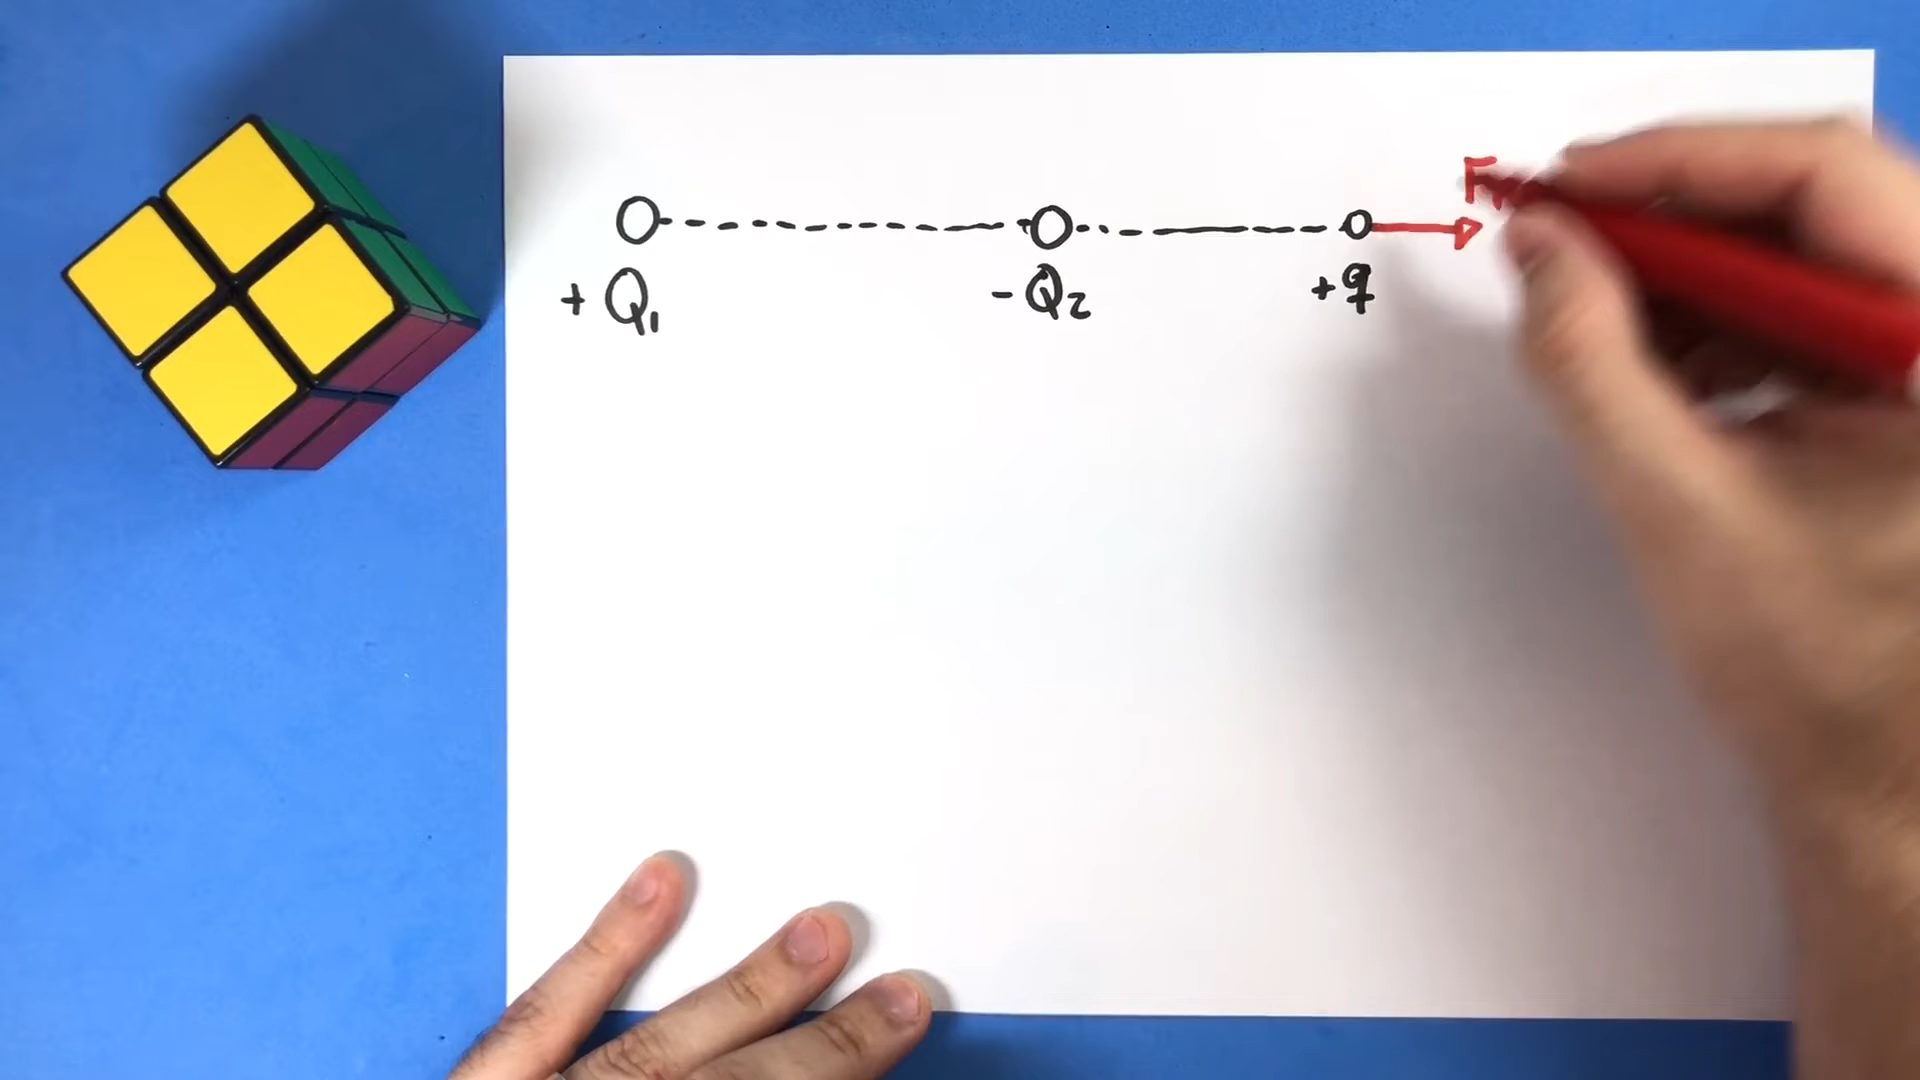 F
+ Q₁ - Q₂ + q